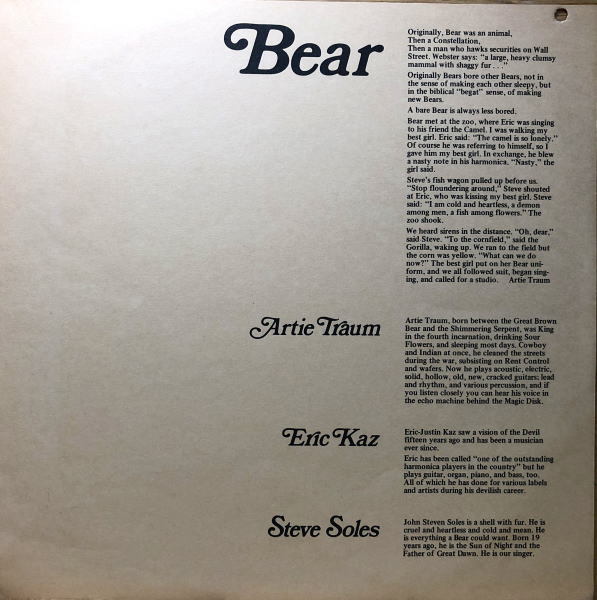 Bear
Originally, Bear was an animal,
Then a Constellation,
Then a man who hawks securities on Wall
Street. Webster says: “a large, heavy clumsy
mammal with shaggy fur . . .”
Originally Bears bore other Bears, not in
the sense of making each other sleepy, but
in the biblical “begat” sense, of making
new Bears.
A bare Bear is always less bored.
Bear met at the zoo, where Eric was singing
to his friend the Camel. I was walking my
best girl. Eric said: “The camel is so lonely.”
Of course he was referring to himself, so I
gave him my best girl. In exchange, he blew
a nasty note in his harmonica. “Nasty,” the
girl said.
Steve's fish wagon pulled up before us.
“Stop floundering around,” Steve shouted
at Eric, who was kissing my best girl. Steve
said: “I am cold and heartless, a demon
among men, a fish among flowers.” The
zoo shook.
We heard sirens in the distance. “Oh, dear,”
said Steve. “To the cornfield,” said the
Gorilla, waking up. We ran to the field but
the corn was yellow. “What can we do
now?” The best girl put on her Bear uni-
form, and we all followed suit, began sing-
ing, and called for a studio. Artie Traum
Artie Traum
Artie Traum, born between the Great Brown
Bear and the Shimmering Serpent, was King
in the fourth incarnation, drinking Sour
Flowers, and sleeping most days. Cowboy
and Indian at once, he cleaned the streets
during the war, subsisting on Rent Control
and wafers. Now he plays acoustic, electric,
solid, hollow, old, new, cracked guitars; lead
and rhythm, and various percussion, and if
you listen closely you can hear his voice in
the echo machine behind the Magic Disk.
Eric Kaz
Eric-Justin Kaz saw a vision of the Devil
fifteen years ago and has been a musician
ever since.
Eric has been called “one of the outstanding
harmonica players in the country” but he
plays guitar, organ, piano, and bass, too.
All of which he has done for various labels
and artists during his devilish career.
Steve Soles
John Steven Soles is a shell with fur. He is
cruel and heartless and cold and mean. He
is everything a Bear could want. Born 19
years ago, he is the Sun of Night and the
Father of Great Dawn. He is our singer.